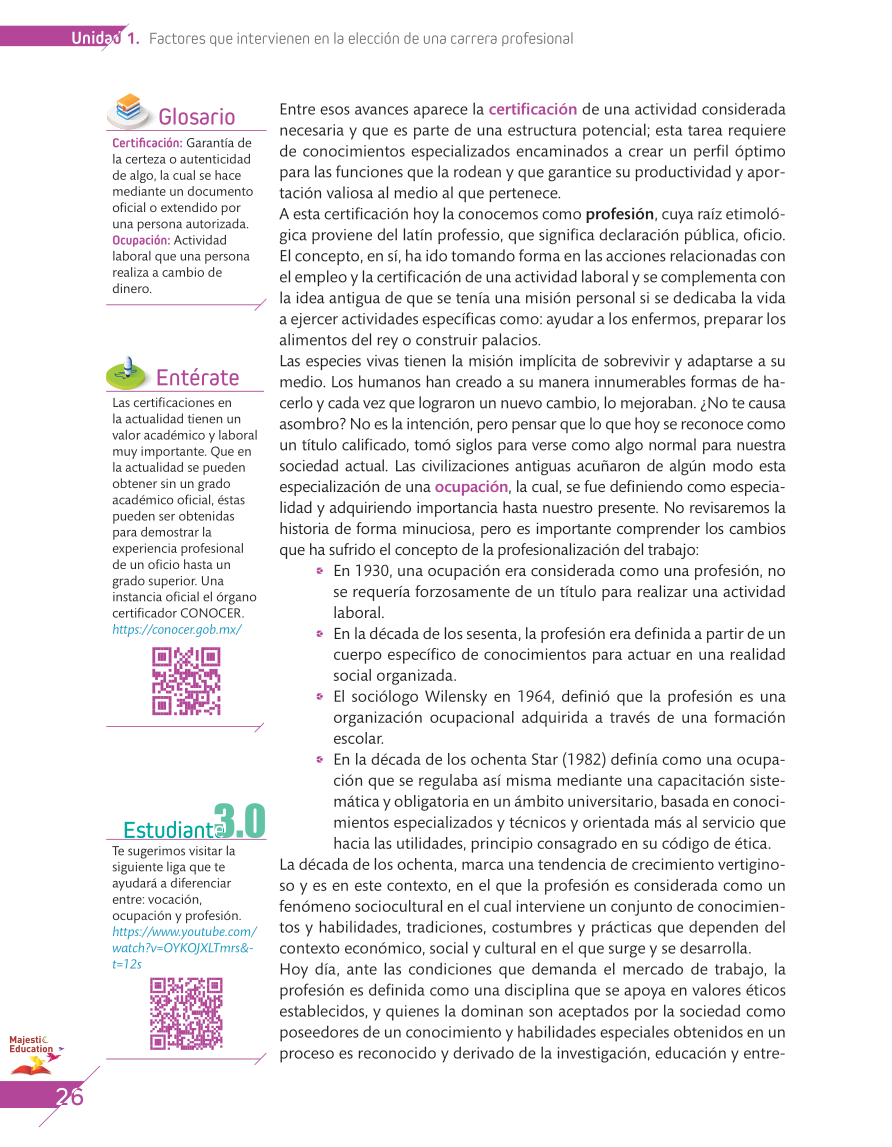 Unidad 1. Factores que intervienen en la elección de una carrera profesional
Glosario
Certificación: Garantía de
la certeza o autenticidad
de algo, la cual se hace
mediante un documento
oficial o extendido por
una persona autorizada.
Ocupación: Actividad
laboral que una persona
realiza a cambio de
dinero.
Entérate
Las certificaciones en
la actualidad tienen un
valor académico y laboral
muy importante. Que en
la actualidad se pueden
obtener sin un grado
académico oficial, éstas
pueden ser obtenidas
para demostrar la
experiencia profesional
de un oficio hasta un
grado superior. Una
instancia oficial el órgano
certificador CONOCER.
https://conocer.gob.mx/
Estudiante3.0
Te sugerimos visitar la
siguiente liga que te
ayudará a diferenciar
entre: vocación,
ocupación y profesión.
https://www.youtube.com/
watch?v=OYKOJXLTmrs&-
t=12s
Entre esos avances aparece la certificación de una actividad considerada
necesaria y que es parte de una estructura potencial; esta tarea requiere
de conocimientos especializados encaminados a crear un perfil óptimo
para las funciones que la rodean y que garantice su productividad y apor-
tación valiosa al medio al que pertenece.
A esta certificación hoy la conocemos como profesión, cuya raíz etimoló-
gica proviene del latín professio, que significa declaración pública, oficio.
El concepto, en sí, ha ido tomando forma en las acciones relacionadas con
el empleo y la certificación de una actividad laboral y se complementa con
la idea antigua de que se tenía una misión personal si se dedicaba la vida
a ejercer actividades específicas como: ayudar a los enfermos, preparar los
alimentos del rey o construir palacios.
Las especies vivas tienen la misión implícita de sobrevivir y adaptarse a su
medio. Los humanos han creado a su manera innumerables formas de ha-
cerlo y cada vez que lograron un nuevo cambio, lo mejoraban. ¿No te causa
asombro? No es la intención, pero pensar que lo que hoy se reconoce como
un título calificado, tomó siglos para verse como algo normal para nuestra
sociedad actual. Las civilizaciones antiguas acuñaron de algún modo esta
especialización de una ocupación, la cual, se fue definiendo como especia-
lidad y adquiriendo importancia hasta nuestro presente. No revisaremos la
historia de forma minuciosa, pero es importante comprender los cambios
que ha sufrido el concepto de la profesionalización del trabajo:
En 1930, una ocupación era considerada como una profesión, no
se requería forzosamente de un título para realizar una actividad
laboral.
En la década de los sesenta, la profesión era definida a partir de un
cuerpo específico de conocimientos para actuar en una realidad
social organizada.
El sociólogo Wilensky en 1964, definió que la profesión es una
organización ocupacional adquirida a través de una formación
escolar.
En la década de los ochenta Star (1982) definía como una ocupa-
ción que se regulaba así misma mediante una capacitación siste-
mática y obligatoria en un ámbito universitario, basada en conoci-
mientos especializados y técnicos y orientada más al servicio que
hacia las utilidades, principio consagrado en su código de ética.
La década de los ochenta, marca una tendencia de crecimiento vertigino-
so y es en este contexto, en el que la profesión es considerada como un
fenómeno sociocultural en el cual interviene un conjunto de conocimien-
tos y habilidades, tradiciones, costumbres y prácticas que dependen del
contexto económico, social y cultural en el que surge y se desarrolla.
Hoy día, ante las condiciones que demanda el mercado de trabajo, la
profesión es definida como una disciplina que se apoya en valores éticos
establecidos, y quienes la dominan son aceptados por la sociedad como
poseedores de un conocimiento y habilidades especiales obtenidos en un
proceso es reconocido y derivado de la investigación, educación y entre-
Majestic
Education
26